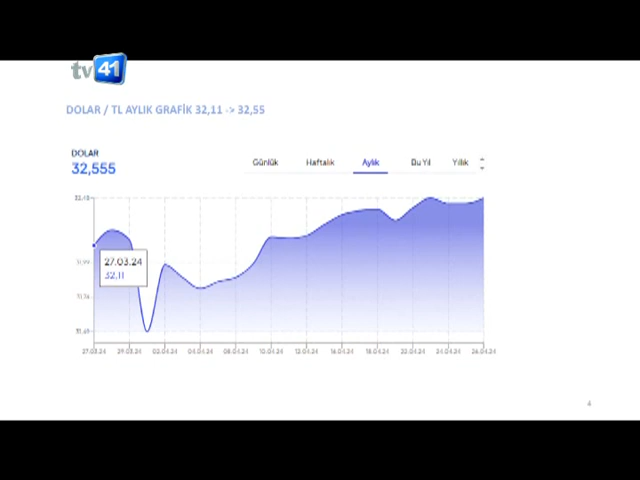 tv41
DOLAR / TL AYLIK GRAFİK 32,11 -> 32,55
DOLAR
32,555
Günlük Haftalık Aylık Bu Yıl Yıllık
27.03.24
32,11
27.03.24 29.03.24 02.04.24 04.04.24 08.04.24 10.04.24 12.04.24 16.04.24 18.04.24 22.04.24 24.04.24 26.04.24
4